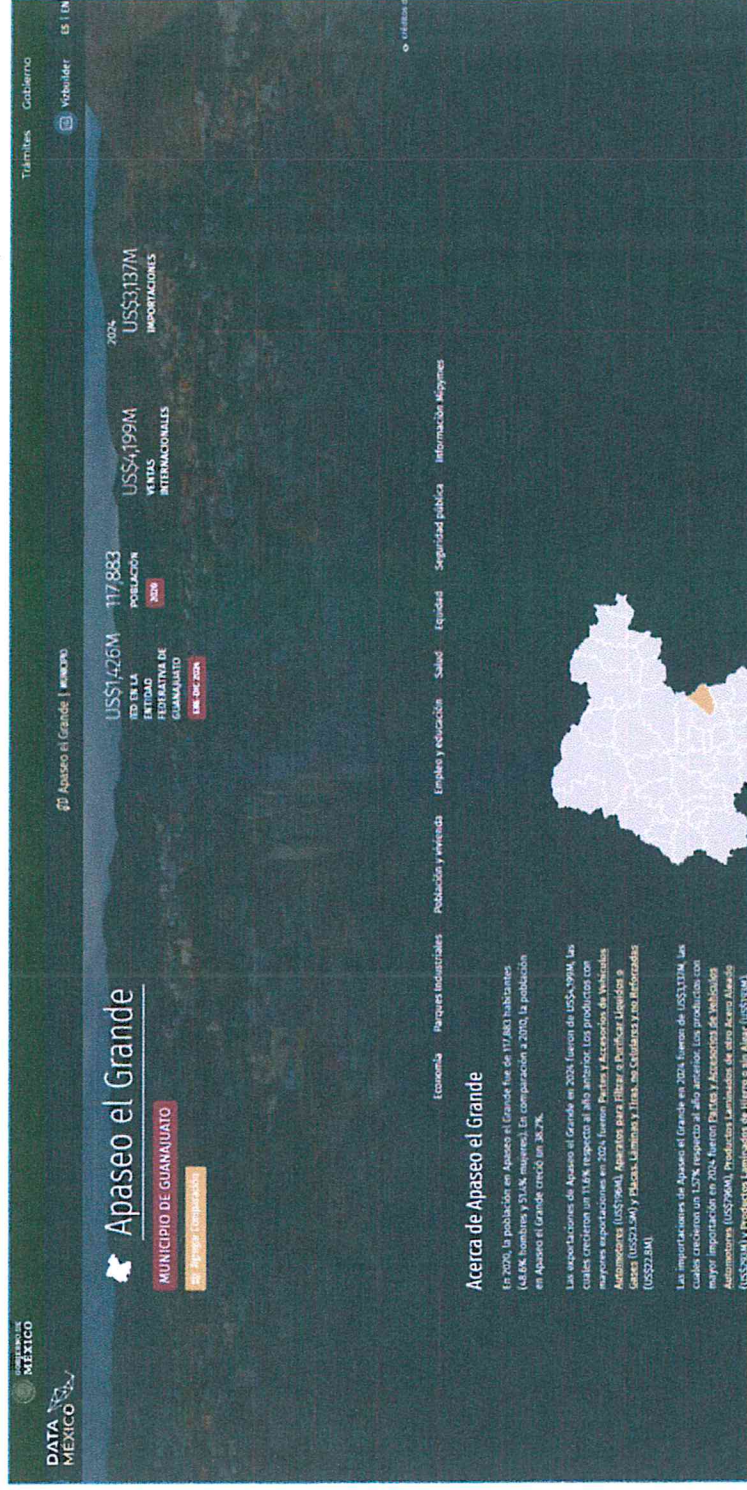 GOBIERNO DE
MÉXICO
Trámites Gobierno
DATA
MÉXICO
Apaseo el Grande | MUNICIPIO
Vizbuilder ES | EN
Apaseo el Grande
MUNICIPIO DE GUANAJUATO
Agregar Comparación
US$1,426M
IED EN LA
ENTIDAD
FEDERATIVA DE
GUANAJUATO
ENE-DIC 2024
117,883
POBLACIÓN
2020
US$4,199M
VENTAS
INTERNACIONALES
2024
US$3,137M
IMPORTACIONES
Economía Parques Industriales Población y vivienda Empleo y educación Salud Equidad Seguridad pública Información Mipymes
Acerca de Apaseo el Grande
En 2020, la población en Apaseo el Grande fue de 117,883 habitantes
(48.6% hombres y 51.4% mujeres). En comparación a 2010, la población
en Apaseo el Grande creció un 38.2%.
Las exportaciones de Apaseo el Grande en 2024 fueron de US$4,199M, las
cuales crecieron un 11.6% respecto al año anterior. Los productos con
mayores exportaciones en 2024 fueron Partes y Accesorios de Vehículos
Automotores (US$196M), Aparatos para Filtrar o Purificar Líquidos o
Gases (US$23.5M) y Placas, Láminas y Tiras, no Celulares y no Reforzadas
(US$22.8M).
Las importaciones de Apaseo el Grande en 2024 fueron de US$3,137M, las
cuales crecieron un 1.57% respecto al año anterior. Los productos con
mayor importación en 2024 fueron Partes y Accesorios de Vehículos
Automotores (US$796M), Productos Laminados de otro Acero Aleado
y Productos Laminados de Hierro o sin Alear